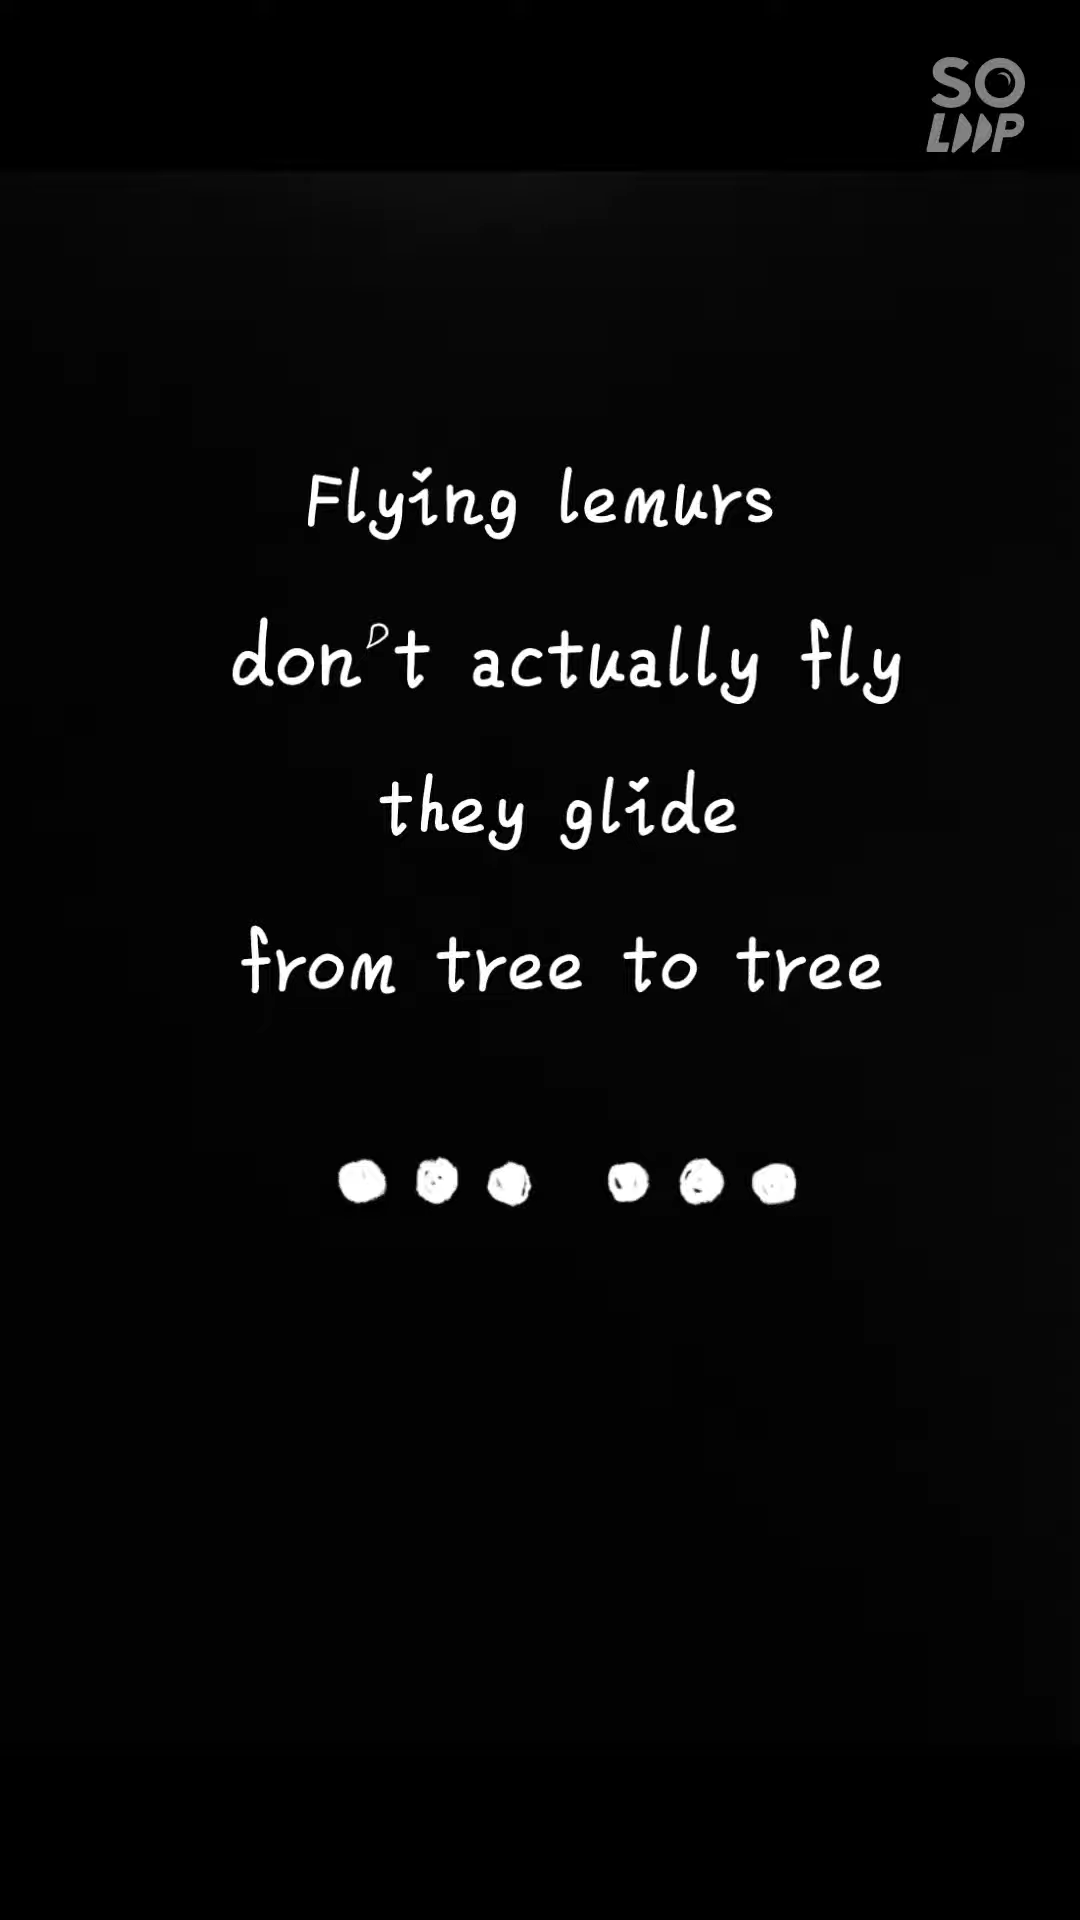 SO
LOOP
Flying lemurs
don't actually fly
they glide
from tree to tree
... ...